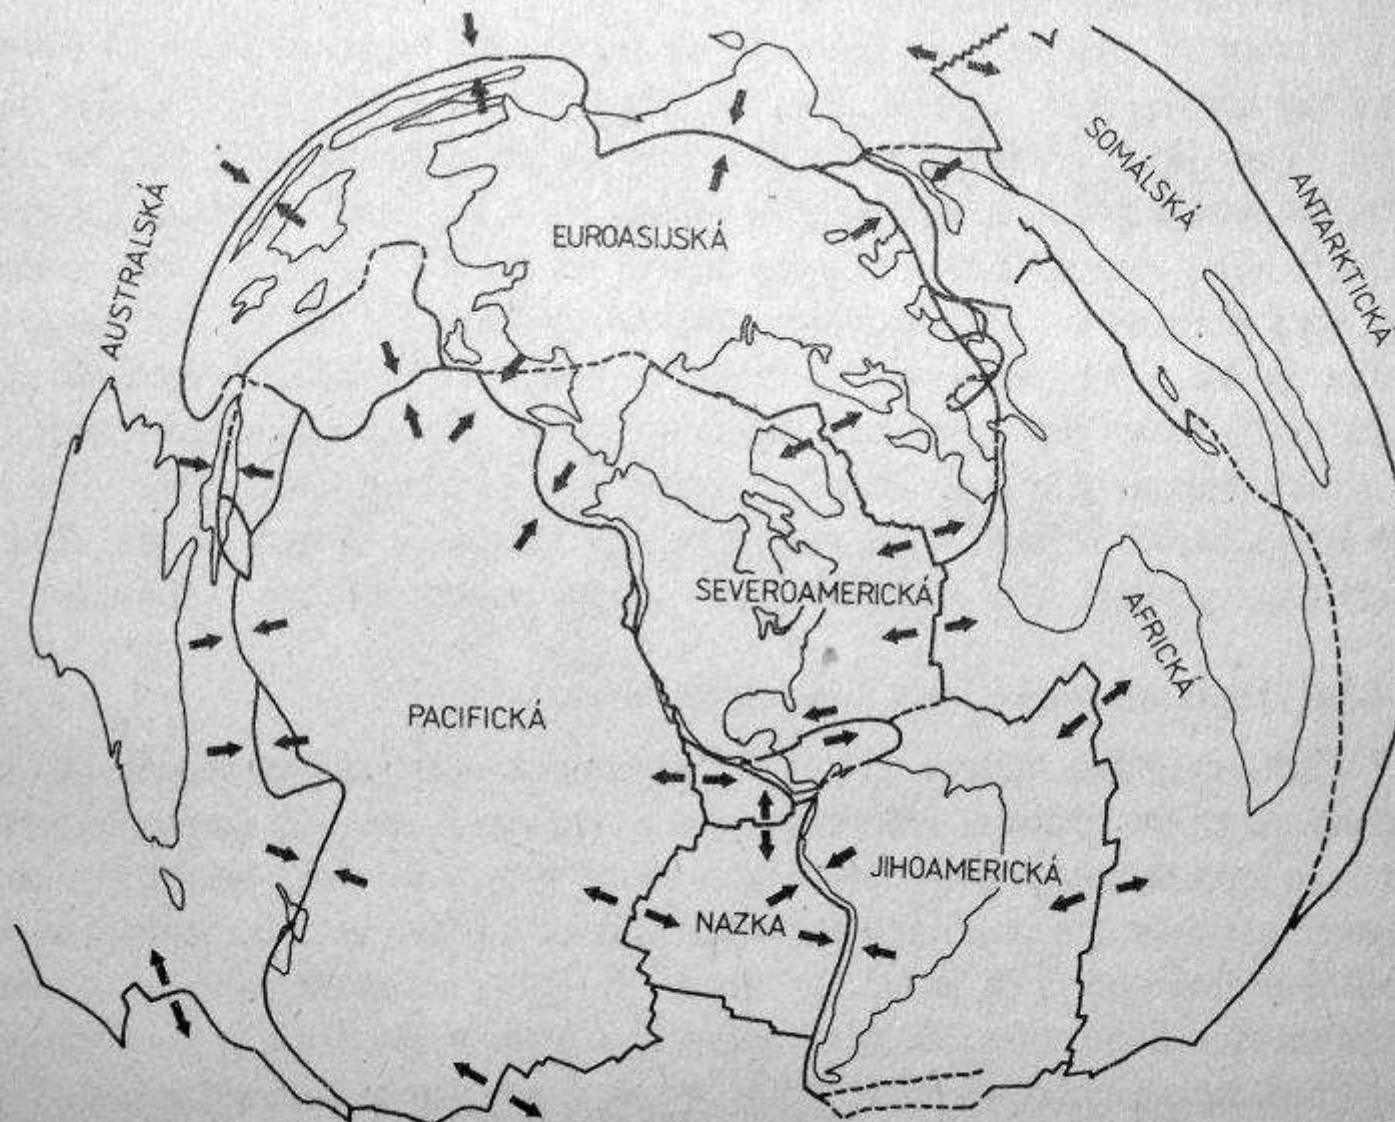 SOMÁLSKÁ
ANTARKTICKÁ
AUSTRALSKÁ
EUROASIJSKÁ
SEVEROAMERICKÁ
AFRICKÁ
PACIFICKÁ
JIHOAMERICKÁ
NAZKA